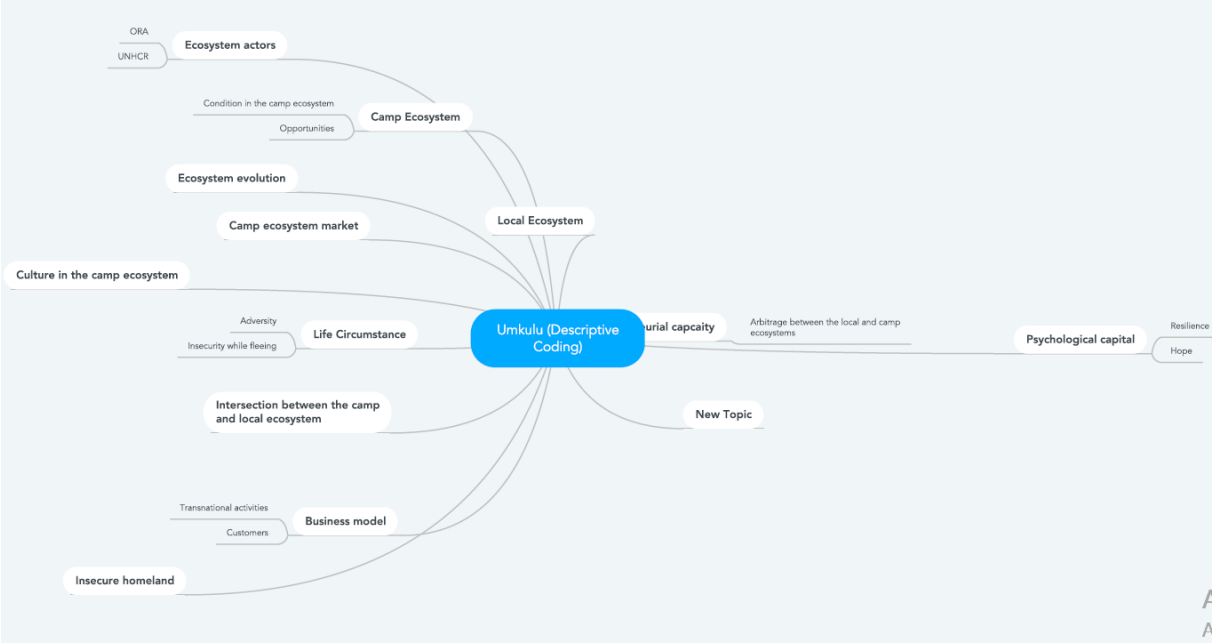 ORA
Ecosystem actors
UNHCR
Condition in the camp ecosystem
Camp Ecosystem
Opportunities
Ecosystem evolution
Local Ecosystem
Camp ecosystem market
Culture in the camp ecosystem
Adversity
Life Circumstance
Insecurity while fleeing
Umkulu (Descriptive
Coding)
urial capcaity
Arbitrage between the local and camp
ecosystems
Psychological capital
Resilience
Hope
Intersection between the camp
and local ecosystem
New Topic
Transnational activities
Business model
Customers
Insecure homeland